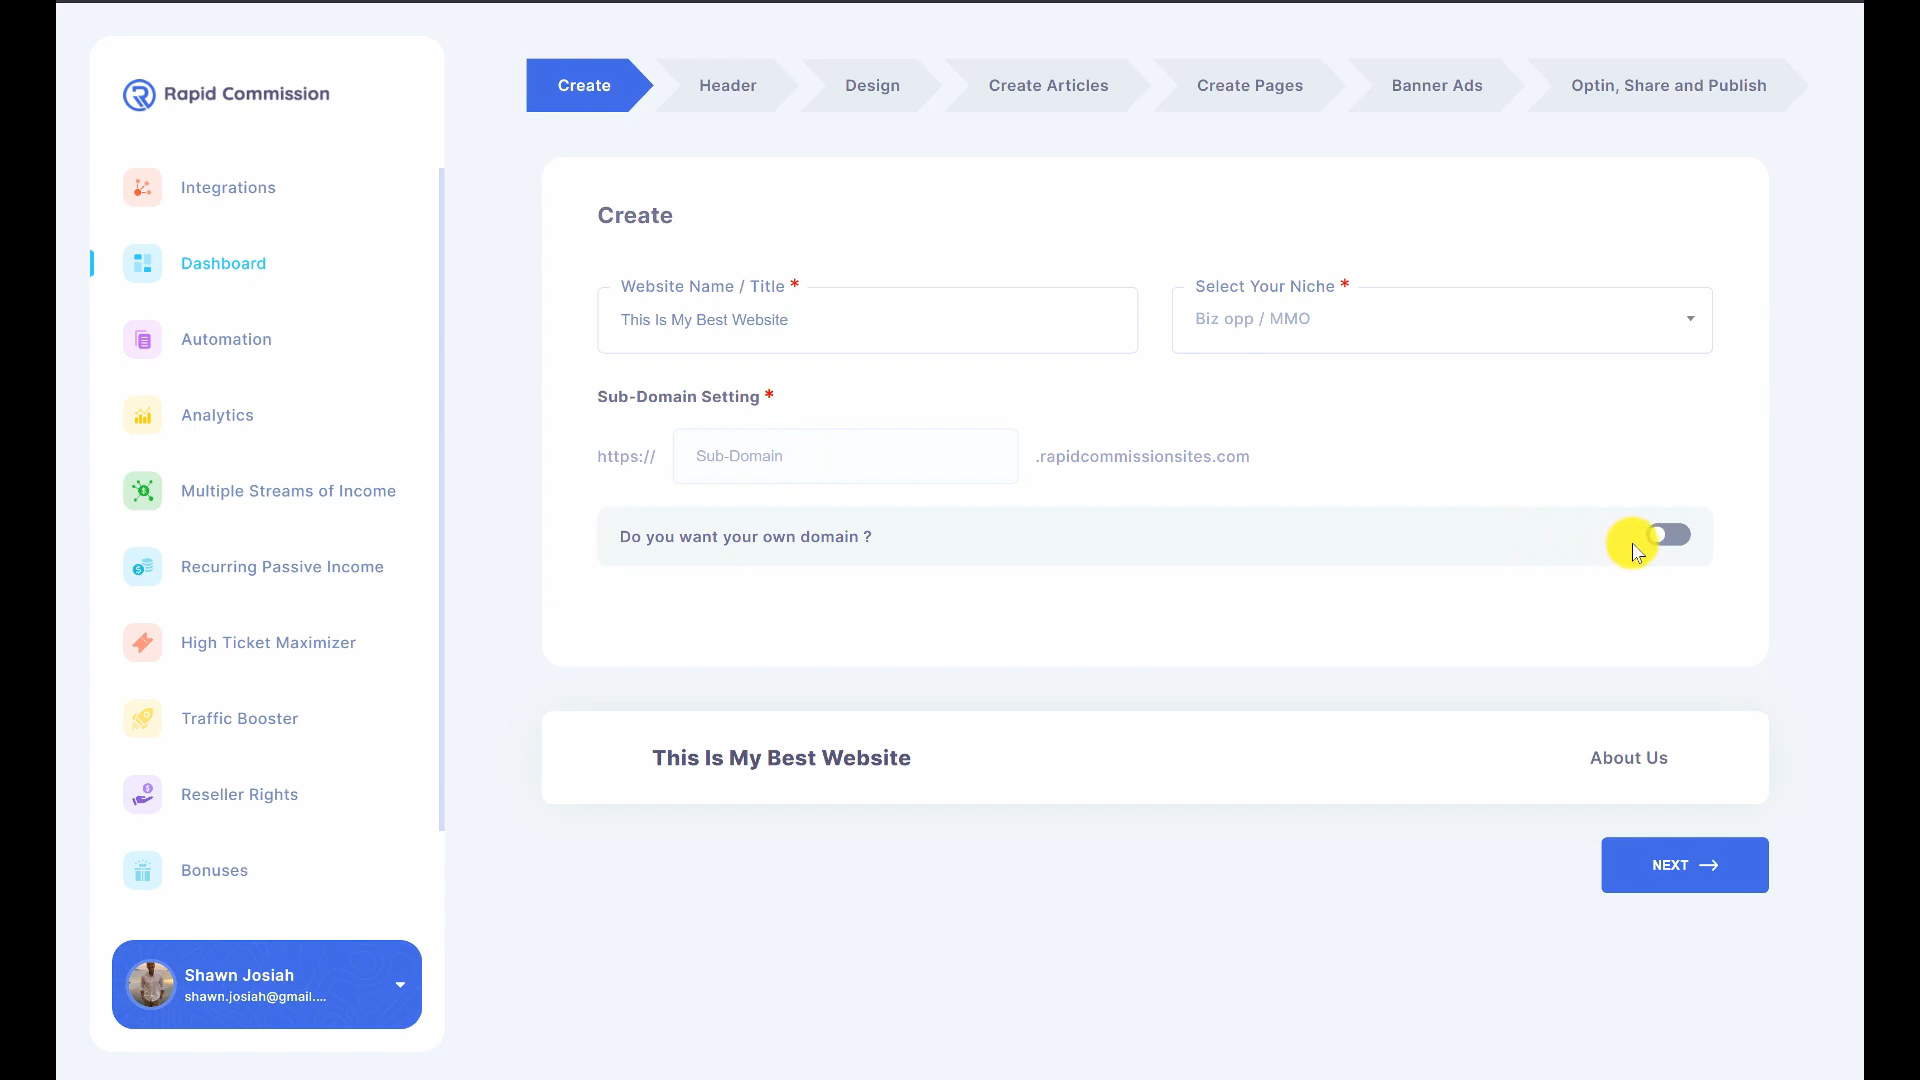 Rapid Commission
Integrations
Dashboard
Automation
Analytics
Multiple Streams of Income
Recurring Passive Income
High Ticket Maximizer
Traffic Booster
Reseller Rights
Bonuses
Shawn Josiah
shawn.josiah@gmail....
Create
Header
Design
Create Articles
Create Pages
Banner Ads
Optin, Share and Publish
Create
Website Name / Title *
This Is My Best Website
Select Your Niche *
Biz opp / MMO
Sub-Domain Setting *
https://
Sub-Domain
.rapidcommissionsites.com
Do you want your own domain ?
This Is My Best Website
About Us
NEXT